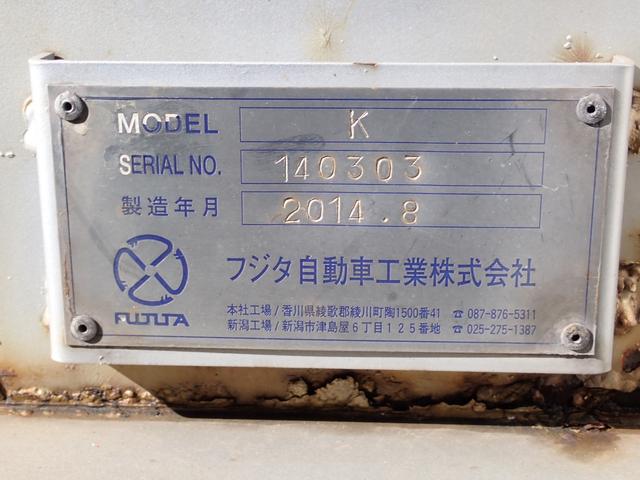 MODEL K
SERIAL NO. 140303
製造年月 2014.8
フジタ自動車工業株式会社
FUJITA
本社工場/香川県綾歌郡綾川町陶1500番41 ☎ 087-876-5311
新潟工場/新潟市津島屋6丁目125番地 ☎ 025-275-1387